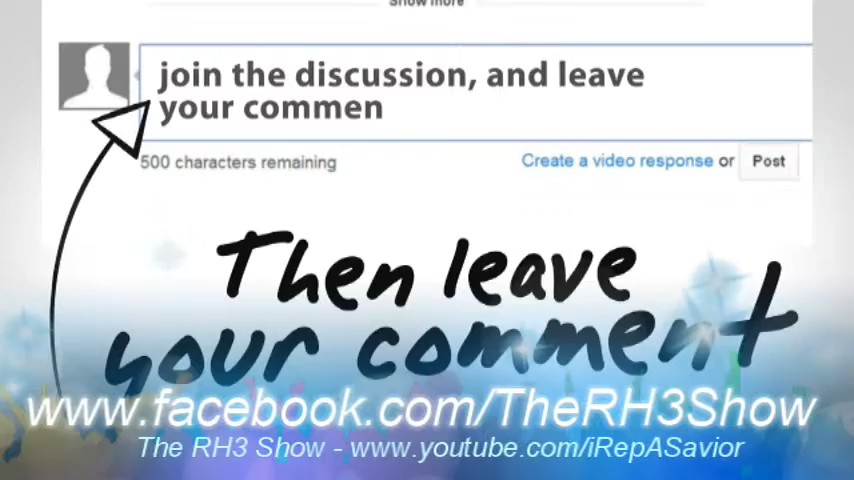 Show more
join the discussion, and leave
your commen
500 characters remaining
Create a video response or Post
Then leave
your comment
www.facebook.com/TheRH3Show
The RH3 Show - www.youtube.com/iRepASavior